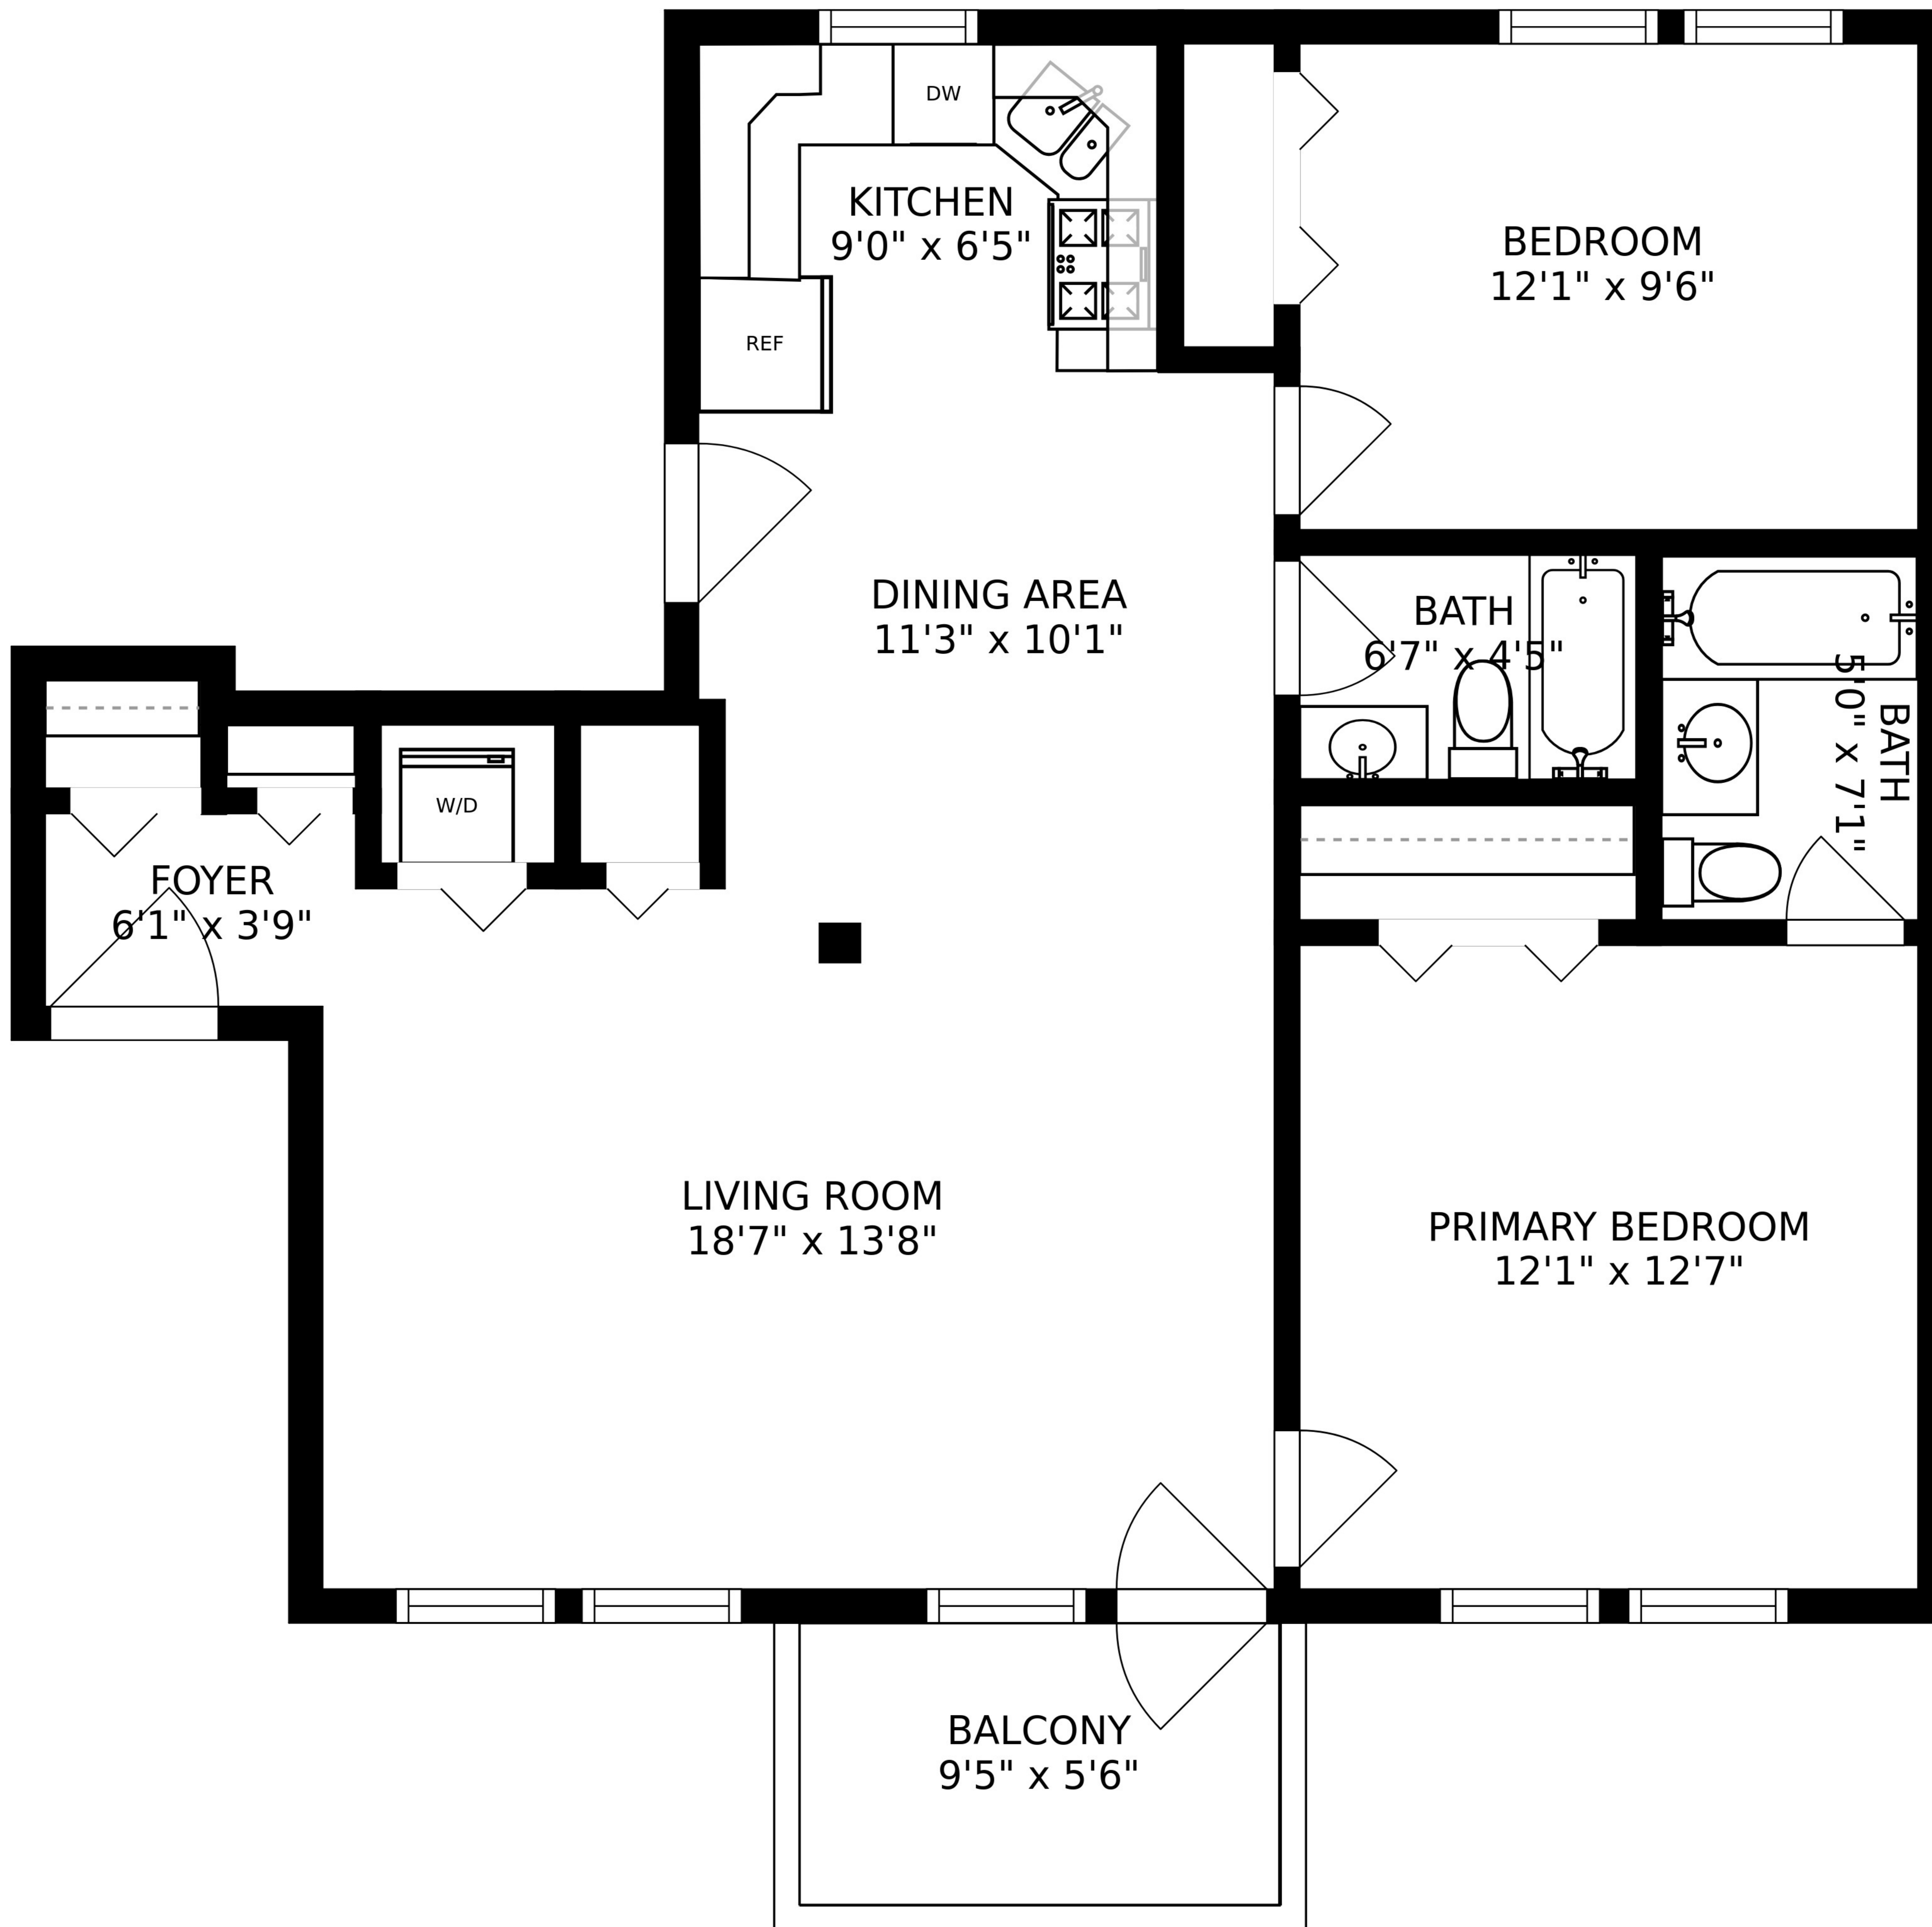 DW
KITCHEN
9'0" x 6'5"
BEDROOM
12'1" x 9'6"
REF
DINING AREA
11'3" x 10'1"
BATH
6'7" x 4'5"
BATH
5'0" x 7'1"
W/D
FOYER
6'1" x 3'9"
LIVING ROOM
18'7" x 13'8"
PRIMARY BEDROOM
12'1" x 12'7"
BALCONY
9'5" x 5'6"